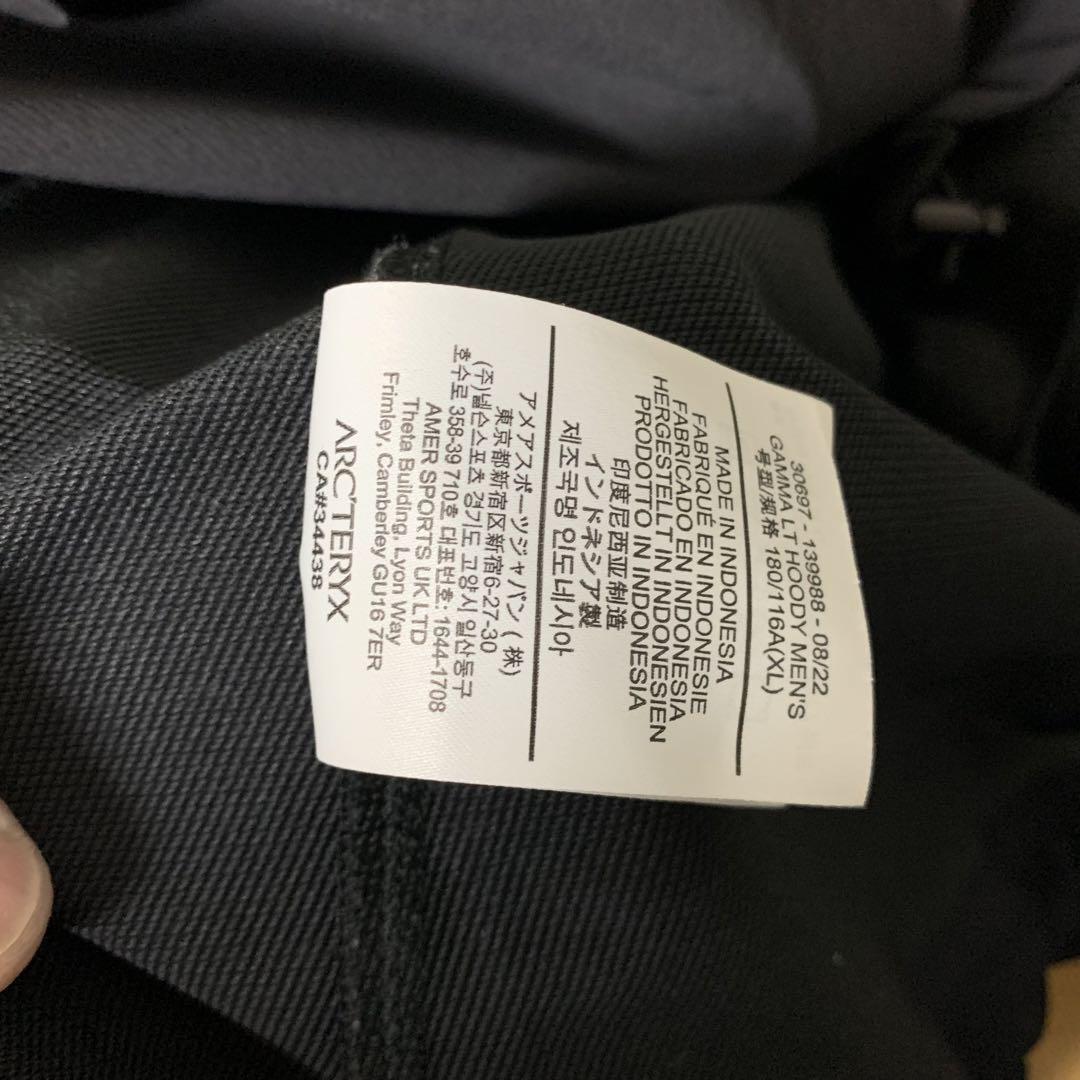 30697 - 139988 - 08/22
GAMMA LT HOODY MEN'S
号型/规格 180/116A(XL)
MADE IN INDONESIA
FABRIQUÉ EN INDONESIE
FABRICADO EN INDONESIA
HERGESTELLT IN INDONESIEN
PRODOTTO IN INDONESIA
印度尼西亚制造
インドネシア製
제조국명 인도네시아
アメアスポーツジャパン ( 株)
東京都新宿区新宿6-27-30
(주)넬슨스포츠 경기도 고양시 일산동구
호수로 358-39 710호 대표번호: 1644-1708
AMER SPORTS UK LTD
Theta Building, Lyon Way
Frimley, Camberley GU16 7ER
ARC'TERYX
CA#34438